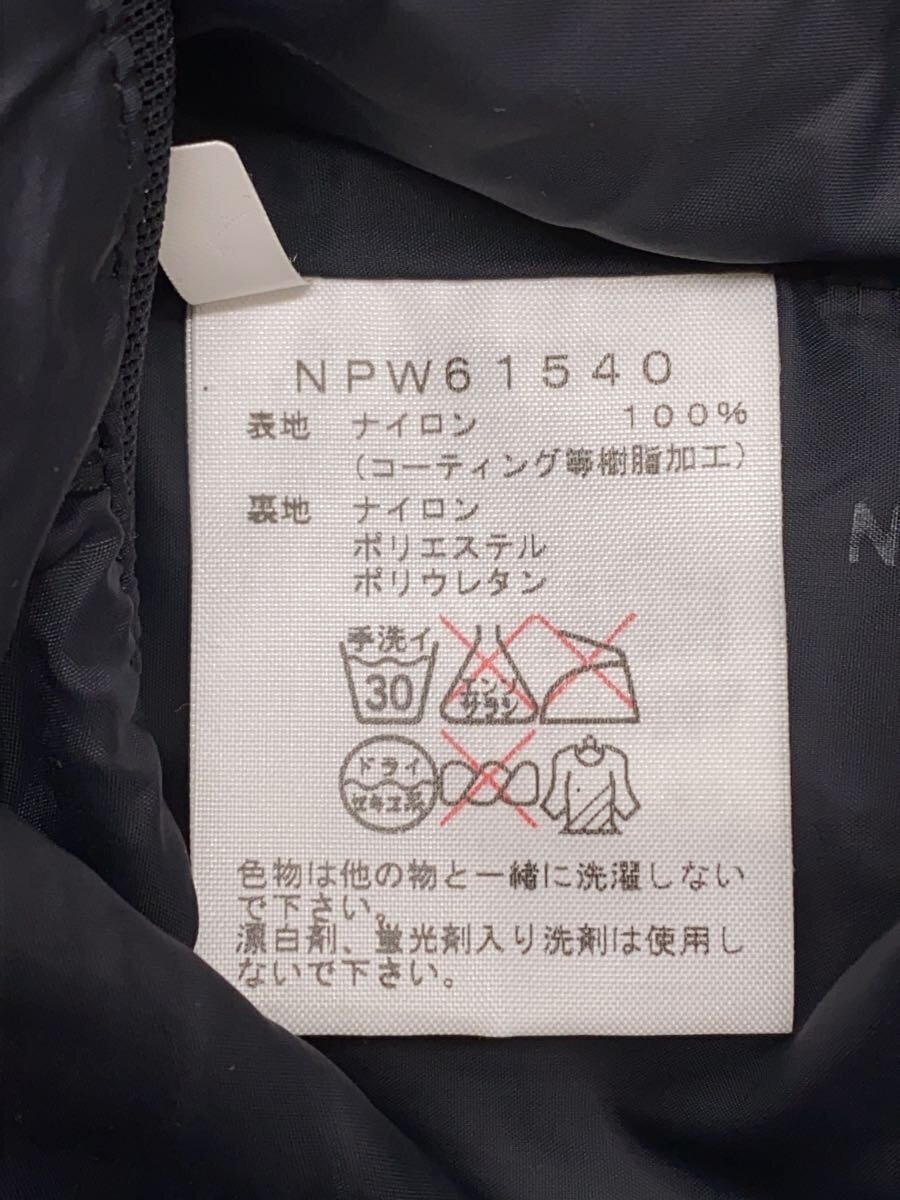 NPW61540
表地 ナイロン 100%
(コーティング等樹脂加工)
裏地 ナイロン
ポリエステル
ポリウレタン
手洗イ
30
エンソ
サラシ
ドライ
セキユ系
色物は他の物と一緒に洗濯しない
で下さい。
漂白剤、蛍光剤入り洗剤は使用し
ないで下さい。
N